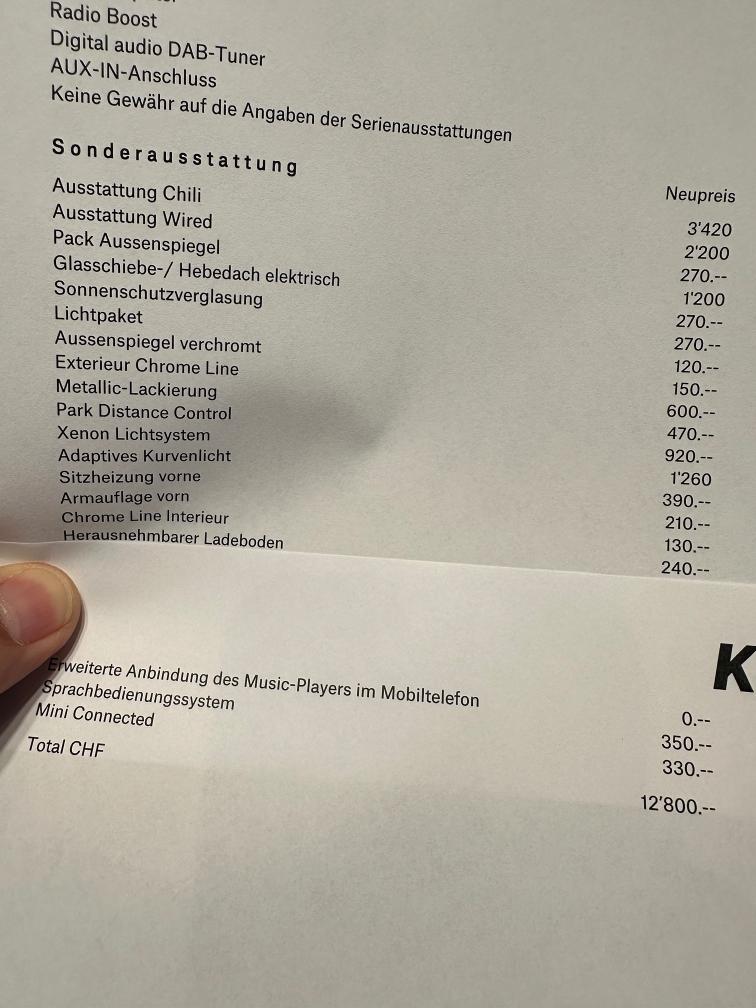 Radio Boost
Digital audio DAB-Tuner
AUX-IN-Anschluss
Keine Gewähr auf die Angaben der Serienausstattungen
Sonderausstattung
Neupreis
Ausstattung Chili 3'420
Ausstattung Wired 2'200
Pack Aussenspiegel 270.--
Glasschiebe-/ Hebedach elektrisch 1'200
Sonnenschutzverglasung 270.--
Lichtpaket 270.--
Aussenspiegel verchromt 120.--
Exterieur Chrome Line 150.--
Metallic-Lackierung 600.--
Park Distance Control 470.--
Xenon Lichtsystem 920.--
Adaptives Kurvenlicht 1'260
Sitzheizung vorne 390.--
Armauflage vorn 210.--
Chrome Line Interieur 130.--
Herausnehmbarer Ladeboden 240.--
K
Erweiterte Anbindung des Music-Players im Mobiltelefon 0.--
Sprachbedienungssystem 350.--
Mini Connected 330.--
Total CHF 12'800.--